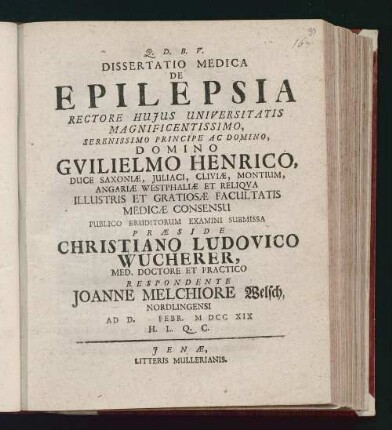 Q. D. B. V.
DISSERTATIO MEDICA
DE
EPILEPSIA
RECTORE HUJUS UNIVERSITATIS
MAGNIFICENTISSIMO,
SERENISSIMO PRINCIPE AC DOMINO,
DOMINO
GVILIELMO HENRICO,
DUCE SAXONIÆ, JULIACI, CLIVIÆ, MONTIUM,
ANGARIÆ WESTPHALIÆ ET RELIQVA
ILLUSTRIS ET GRATIOSÆ FACULTATIS
MEDICÆ CONSENSU
PUBLICO ERUDITORUM EXAMINI SUBMISSA
PRÆSIDE
CHRISTIANO LUDOVICO
WUCHERER,
MED. DOCTORE ET PRACTICO
RESPONDENTE
JOANNE MELCHIORE Welsch,
NORDLINGENSI
AD D. FEBR. M DCC XIX
H. L. Q. C.
JENÆ,
LITTERIS MULLERIANIS.